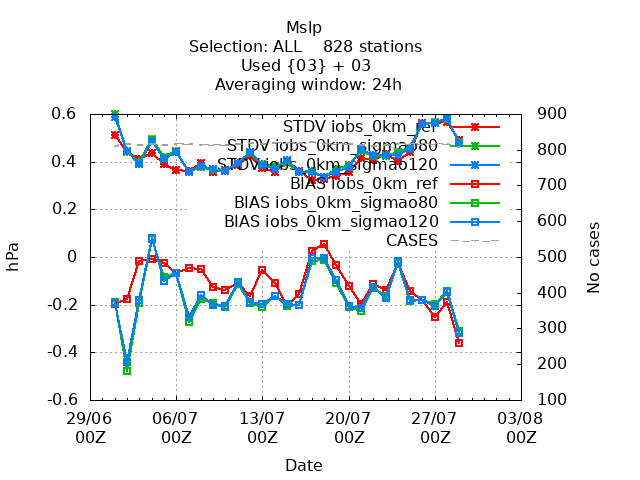 Mslp
Selection: ALL    828 stations
Used {03} + 03
Averaging window: 24h
0.6
0.4
0.2
0
-0.2
-0.4
-0.6
hPa
900
800
700
600
500
400
300
200
100
No cases
STDV iobs_0km_ref
STDV iobs_0km_sigmao80
STDV iobs_0km_sigmao120
BIAS iobs_0km_ref
BIAS iobs_0km_sigmao80
BIAS iobs_0km_sigmao120
CASES
29/06 06/07 13/07 20/07 27/07 03/08
00Z 00Z 00Z 00Z 00Z 00Z
Date